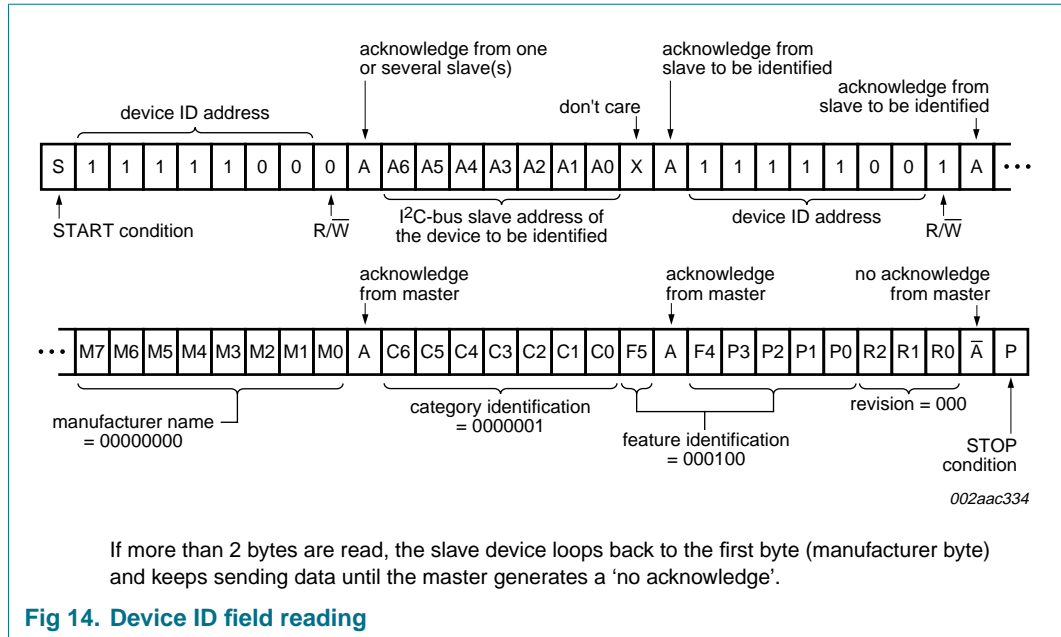 acknowledge from one
or several slave(s)
acknowledge from
slave to be identified
acknowledge from
slave to be identified
device ID address
don't care
S 1 1 1 1 1 0 0 0 A A6 A5 A4 A3 A2 A1 A0 X A 1 1 1 1 1 0 0 1 A •••
START condition
R/W̅
I²C-bus slave address of
the device to be identified
device ID address
R/W̅
acknowledge
from master
acknowledge
from master
no acknowledge
from master
••• M7 M6 M5 M4 M3 M2 M1 M0 A C6 C5 C4 C3 C2 C1 C0 F5 A F4 P3 P2 P1 P0 R2 R1 R0 A̅ P
manufacturer name
= 00000000
category identification
= 0000001
feature identification
= 000100
revision = 000
STOP
condition
002aac334
If more than 2 bytes are read, the slave device loops back to the first byte (manufacturer byte)
and keeps sending data until the master generates a ‘no acknowledge’.
Fig 14. Device ID field reading